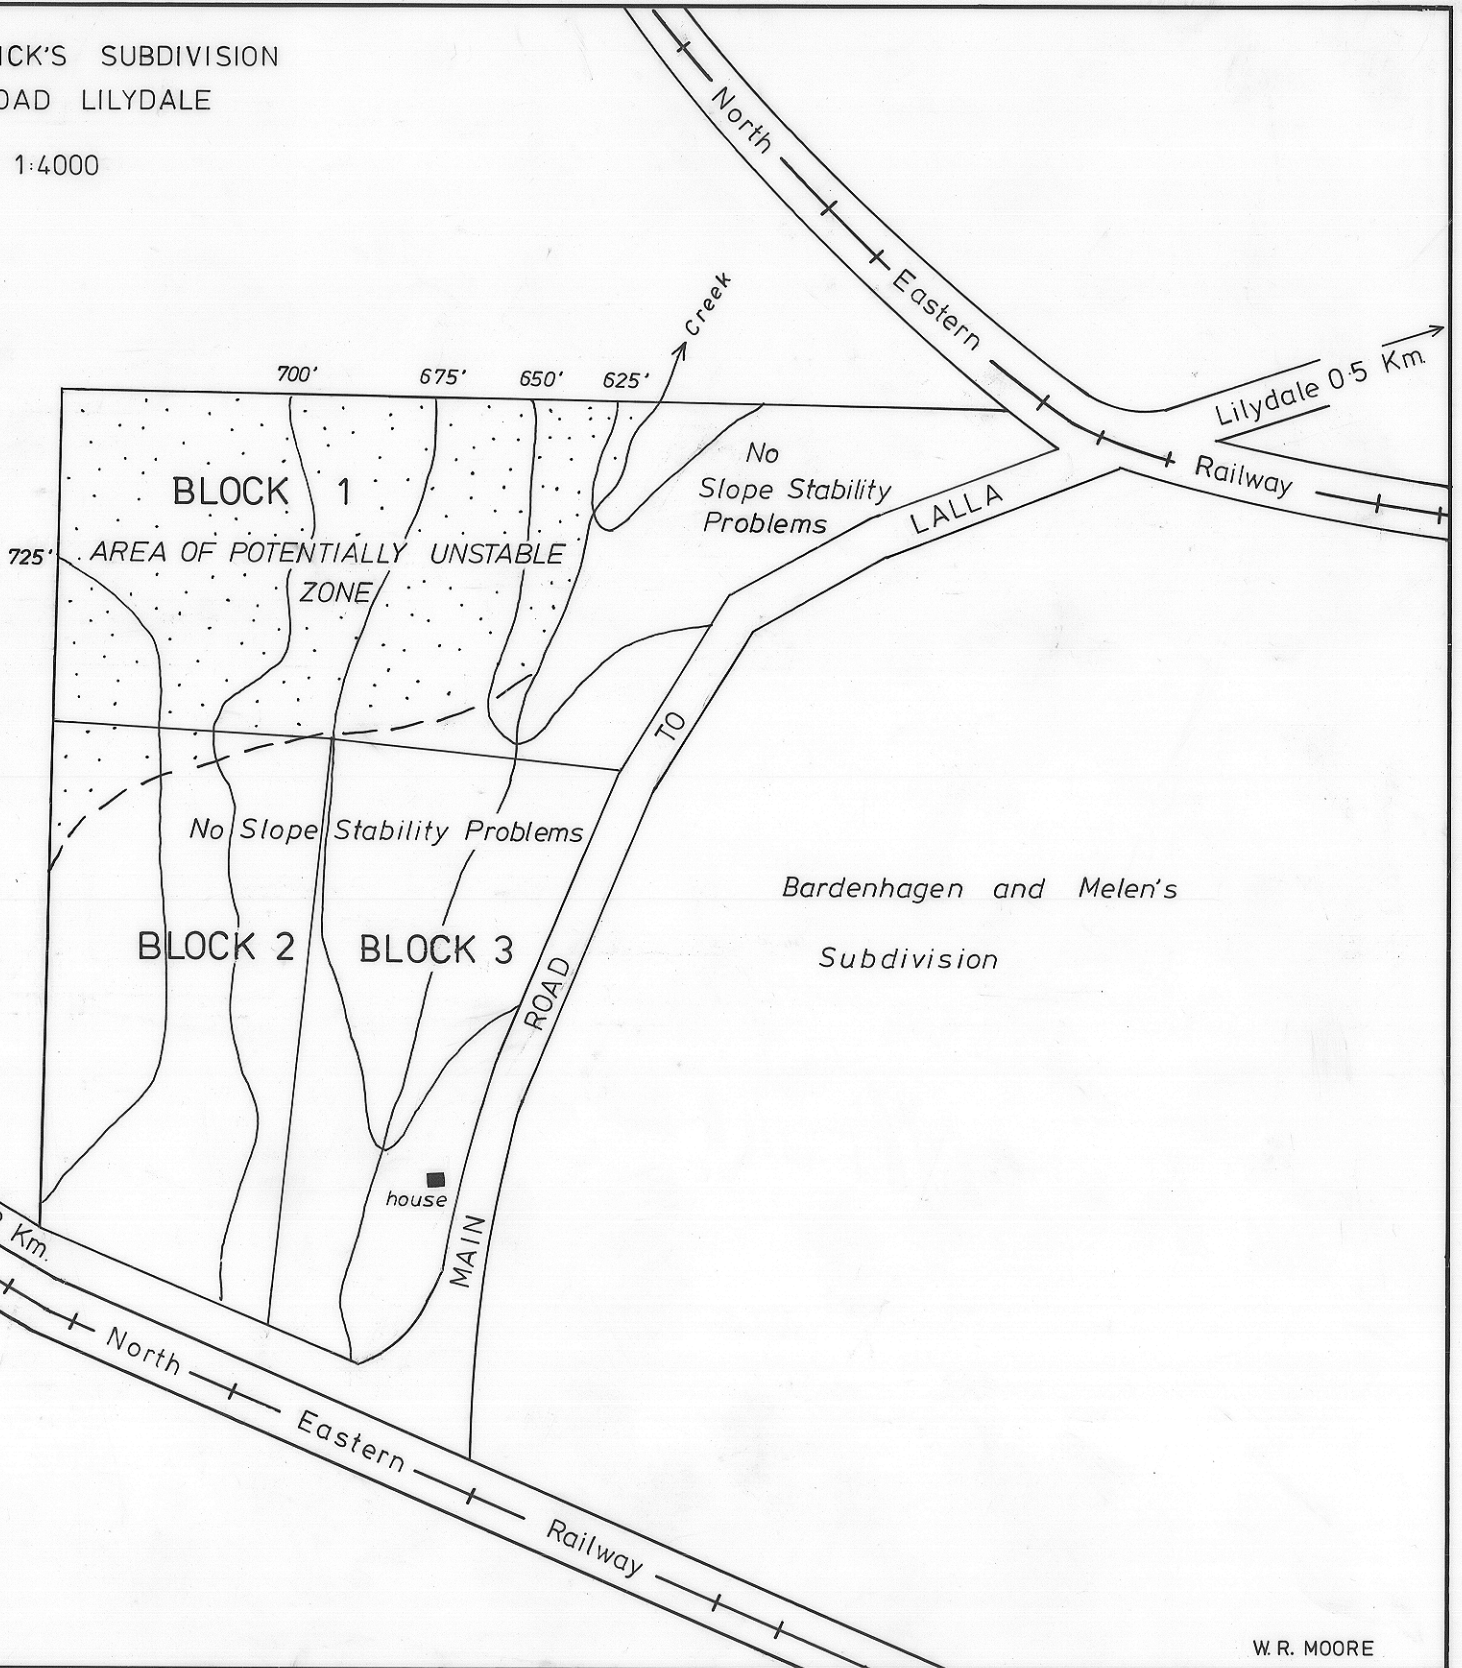 ICK'S SUBDIVISION
OAD LILYDALE
1:4000
North
Eastern
Railway
Creek
700'
675'
650'
625'
Lilydale 0·5 Km.
No
Slope Stability
Problems
BLOCK 1
LALLA
725'
AREA OF POTENTIALLY UNSTABLE
ZONE
TO
No Slope Stability Problems
Bardenhagen and Melen's
Subdivision
BLOCK 2
BLOCK 3
ROAD
house
MAIN
Km.
North
Eastern
Railway
W. R. MOORE